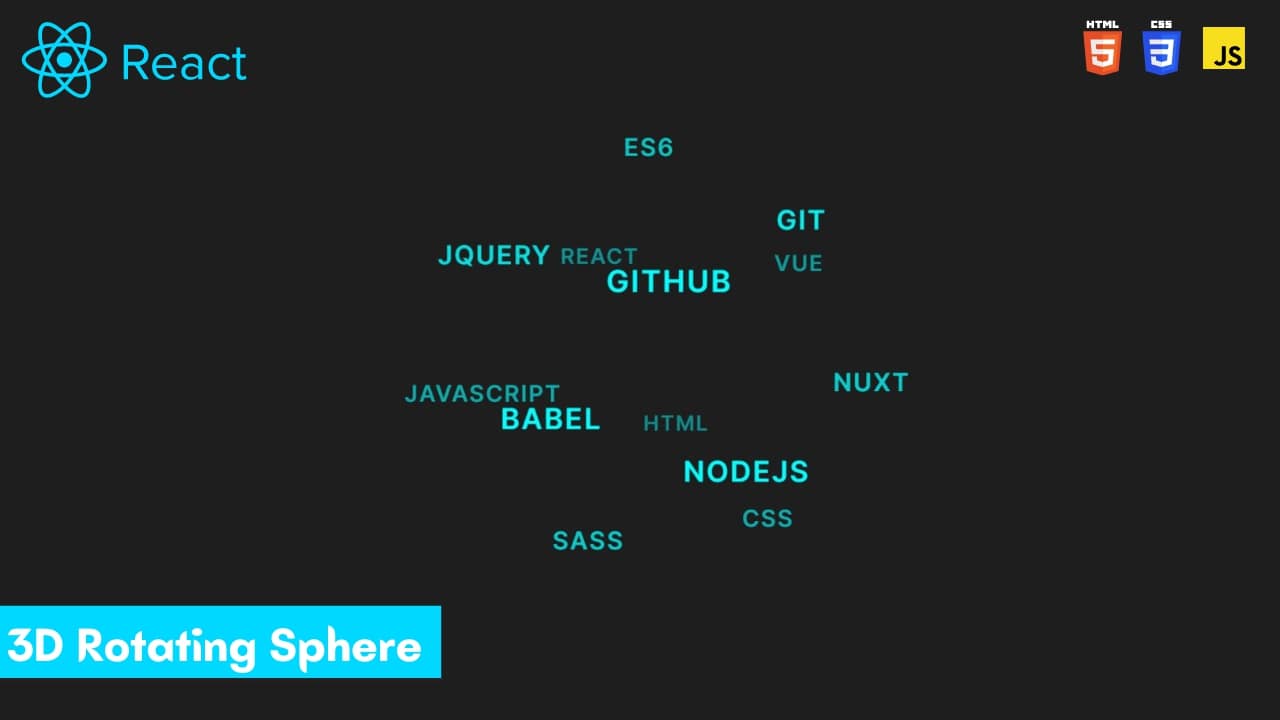 React
HTML
5
CSS
3
JS
ES6
GIT
JQUERY REACT
VUE
GITHUB
NUXT
JAVASCRIPT
BABEL
HTML
NODEJS
CSS
SASS
3D Rotating Sphere